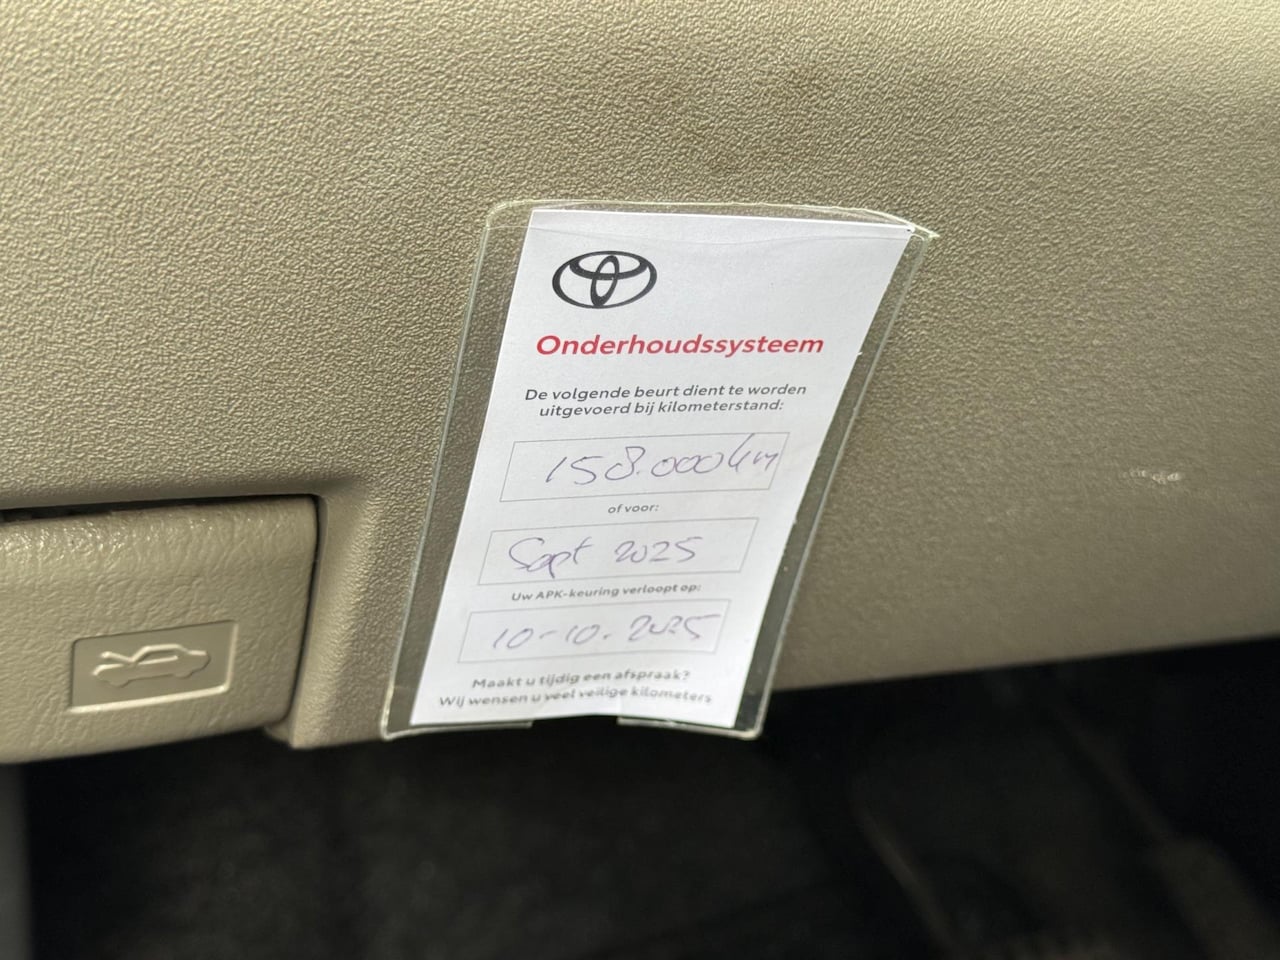 Onderhoudssysteem
De volgende beurt dient te worden
uitgevoerd bij kilometerstand:
158.000km
of voor:
Sept 2025
Uw APK-keuring verloopt op:
10-10-2025
Maakt u tijdig een afspraak?
Wij wensen u veel veilige kilometers